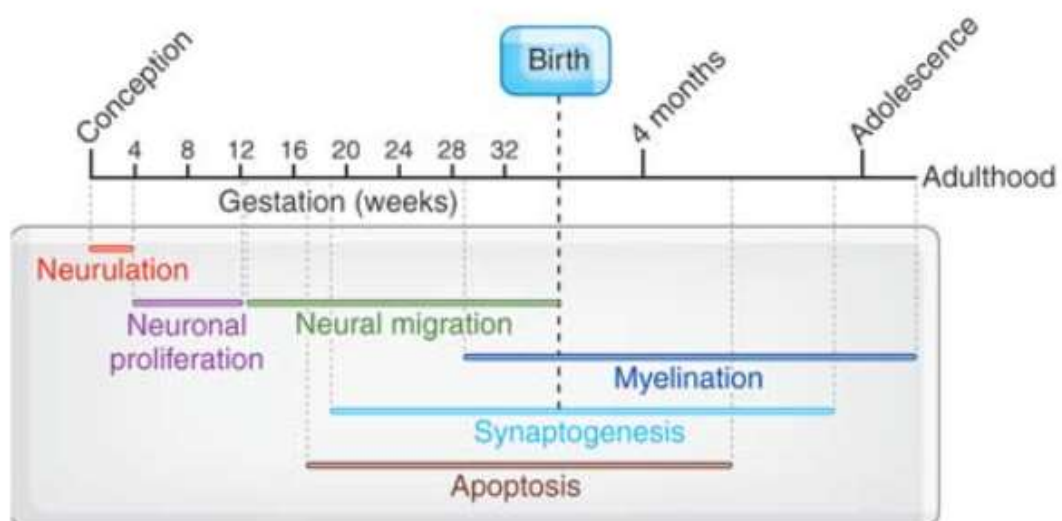 Birth
Conception
4 months
Adolescence
4 8 12 16 20 24 28 32
Adulthood
Gestation (weeks)
Neurulation
Neuronal
proliferation
Neural migration
Myelination
Synaptogenesis
Apoptosis